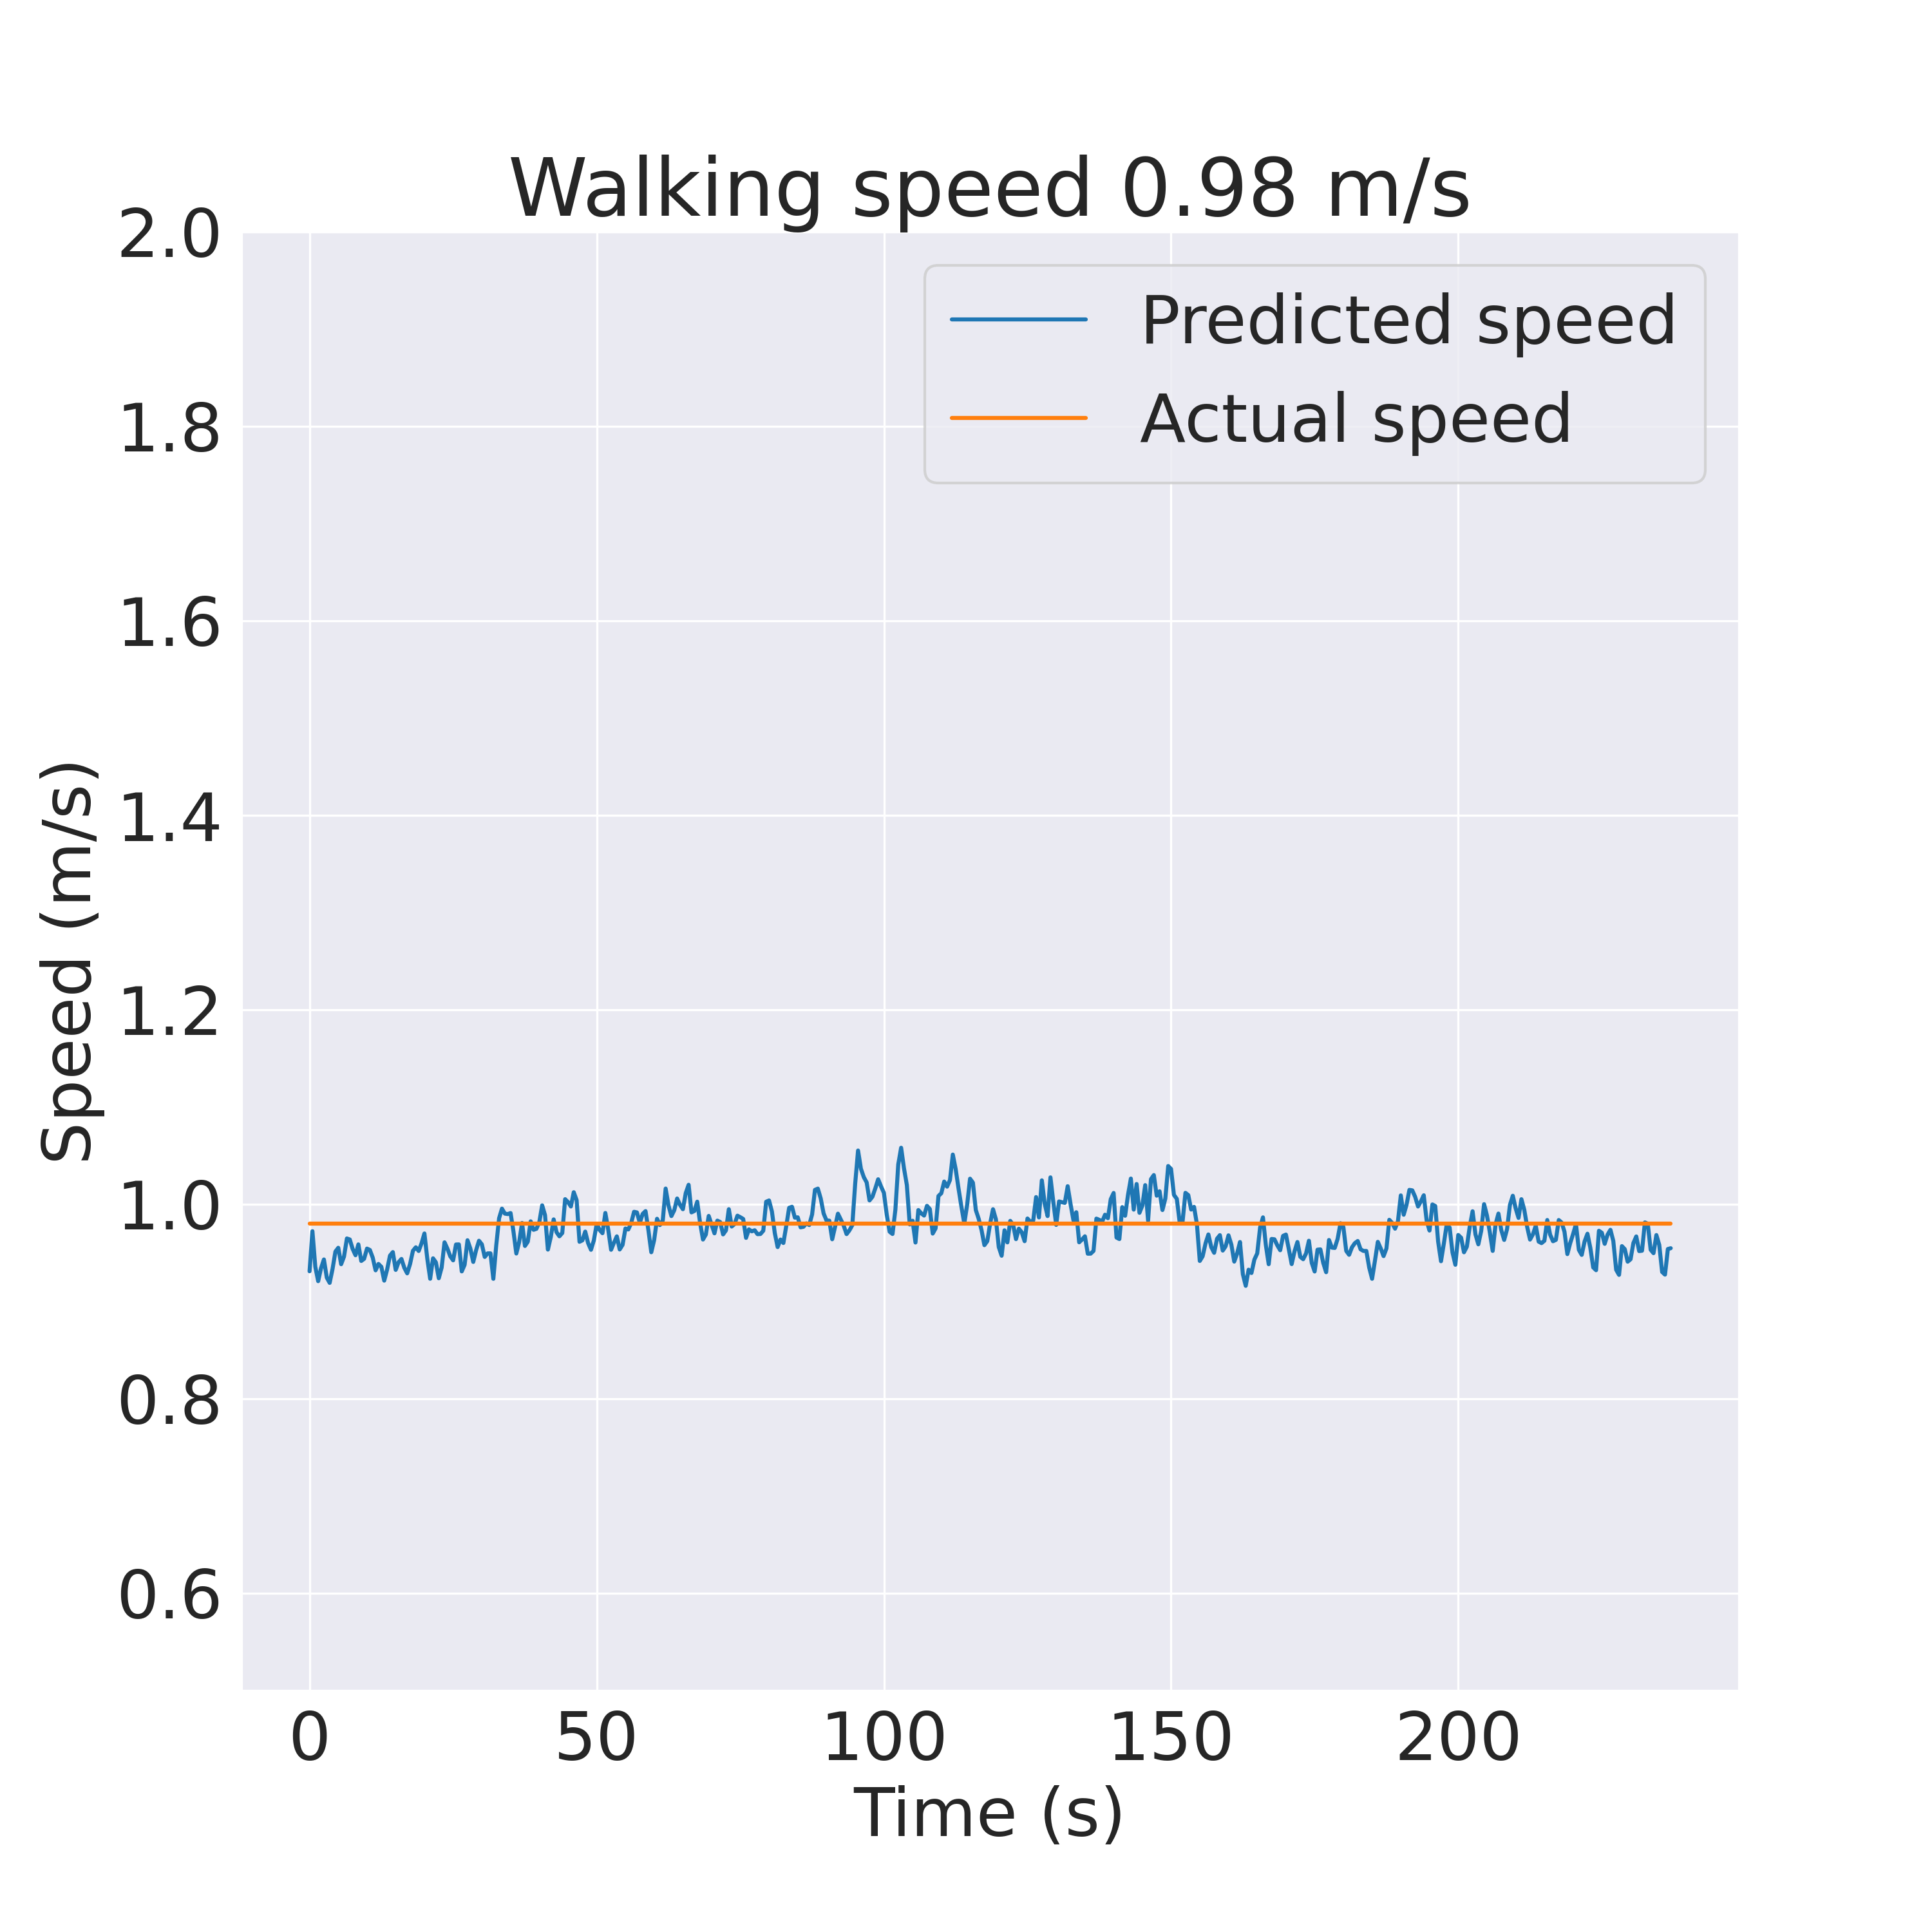 Walking speed 0.98 m/s
Predicted speed
Actual speed
2.0
1.8
1.6
1.4
1.2
1.0
0.8
0.6
Speed (m/s)
0 50 100 150 200
Time (s)